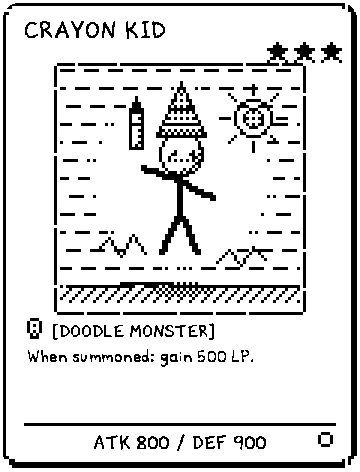 CRAYON KID
[DOODLE MONSTER]
When summoned: gain 500 LP.
ATK 800 / DEF 900